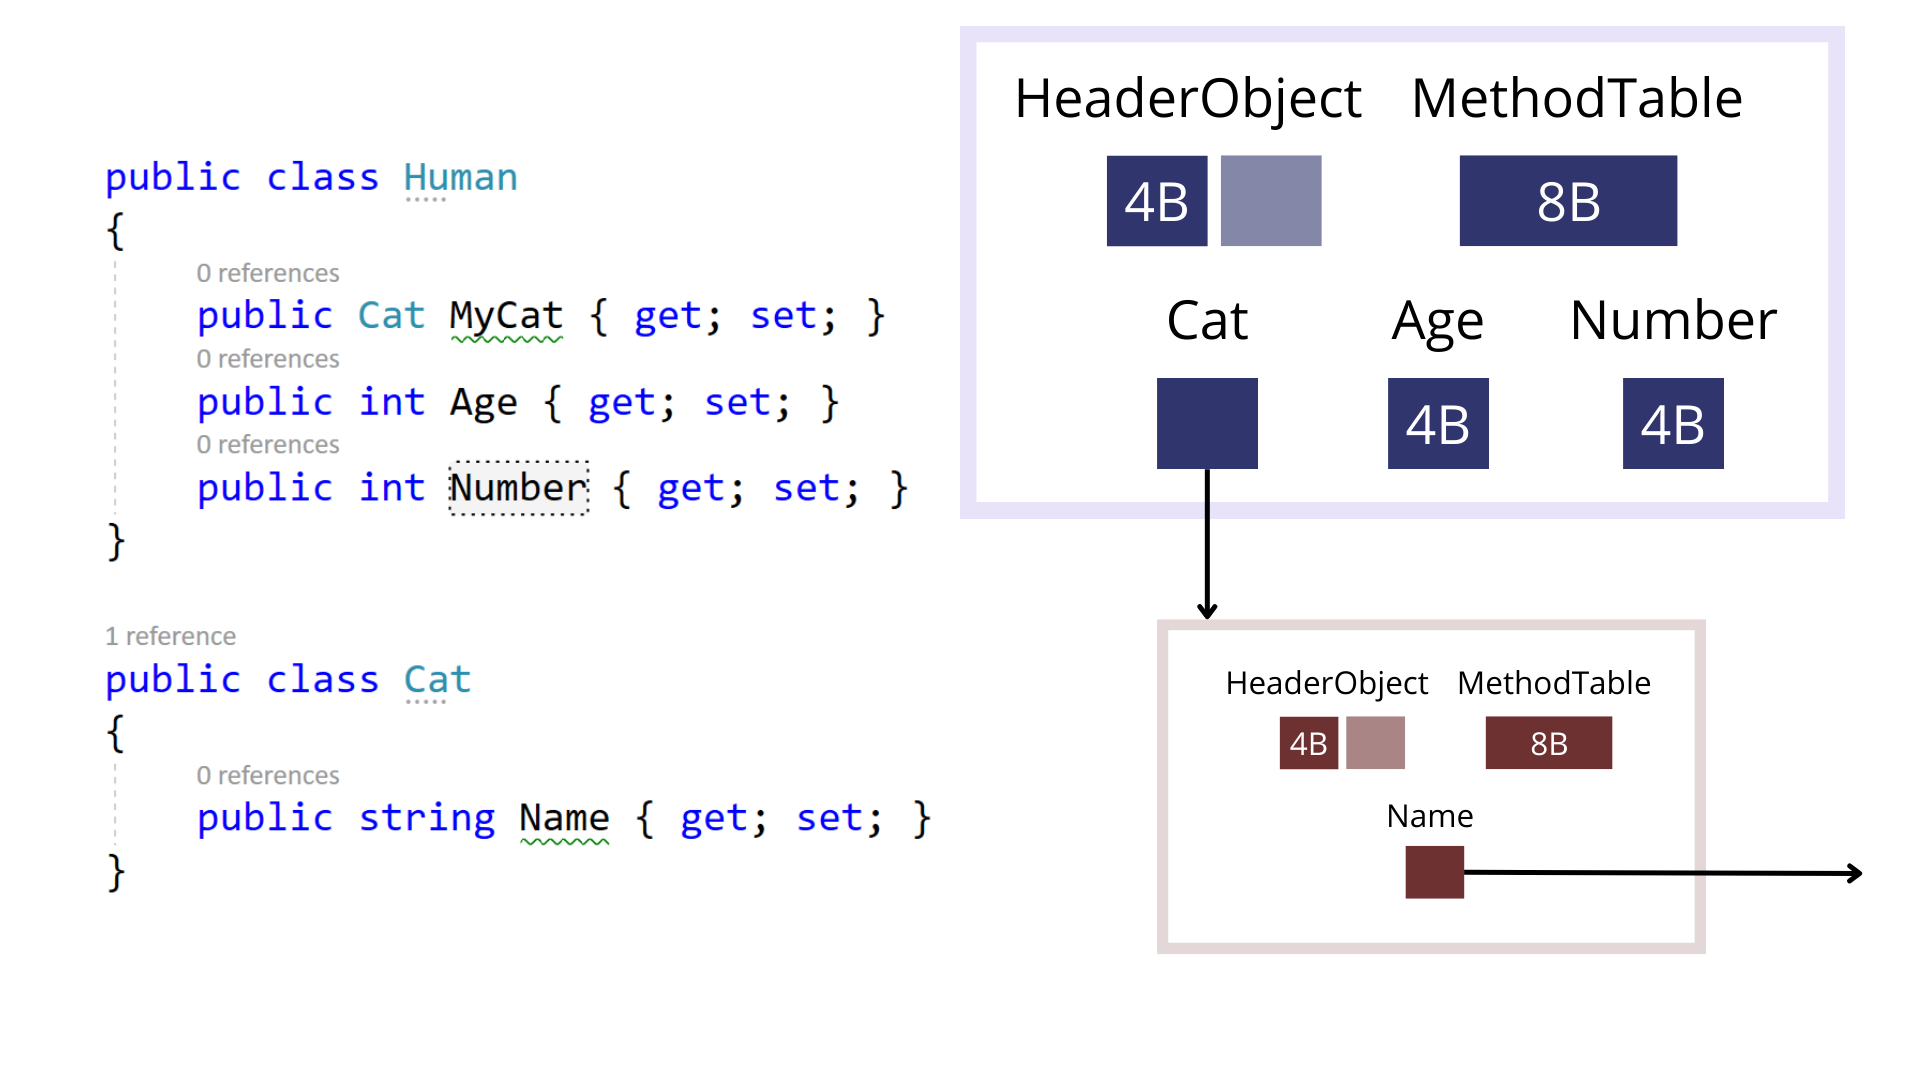 public class Human
{
0 references
public Cat MyCat { get; set; }
0 references
public int Age { get; set; }
0 references
public int Number { get; set; }
}
1 reference
public class Cat
{
0 references
public string Name { get; set; }
}
HeaderObject MethodTable
4B 8B
Cat Age Number
4B 4B
HeaderObject MethodTable
4B 8B
Name